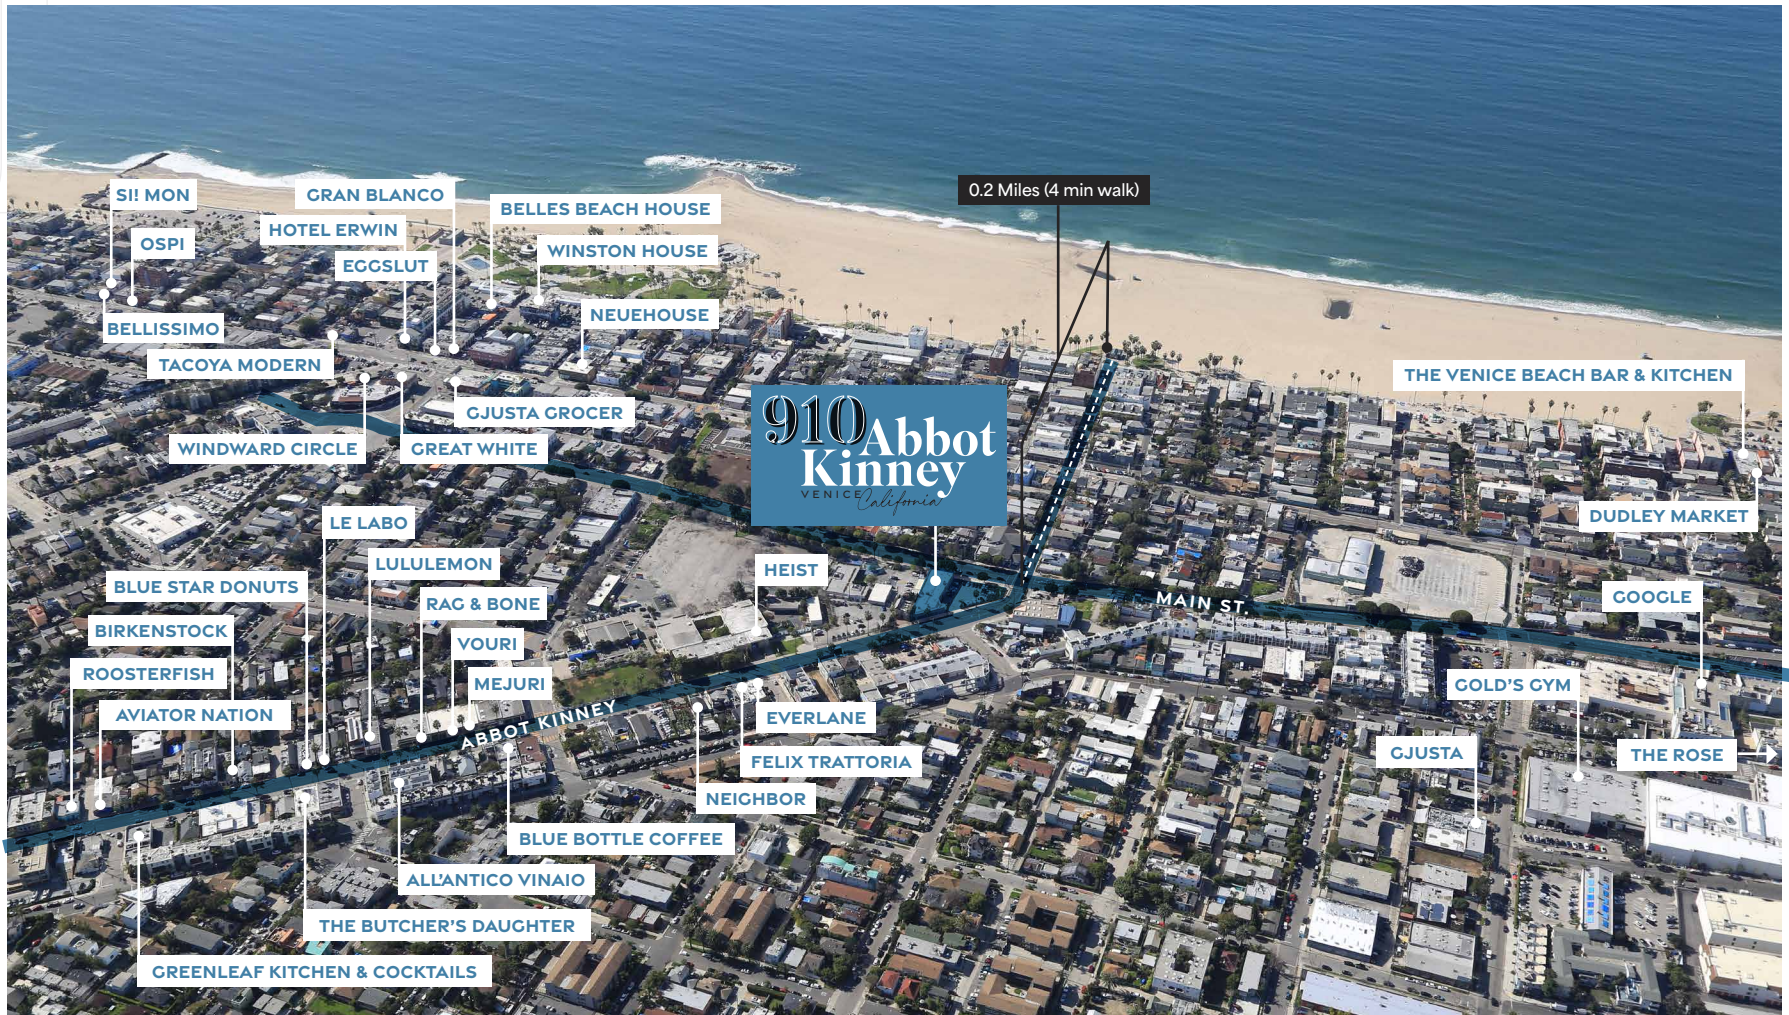 SI! MON
GRAN BLANCO
BELLES BEACH HOUSE
0.2 Miles (4 min walk)
OSPI
HOTEL ERWIN
WINSTON HOUSE
EGGSLUT
BELLISSIMO
NEUEHOUSE
TACOYA MODERN
THE VENICE BEACH BAR & KITCHEN
GJUSTA GROCER
910 Abbot
Kinney
VENICE California
WINDWARD CIRCLE
GREAT WHITE
LE LABO
DUDLEY MARKET
LULULEMON
HEIST
BLUE STAR DONUTS
RAG & BONE
MAIN ST.
GOOGLE
BIRKENSTOCK
VOURI
ROOSTERFISH
MEJURI
GOLD'S GYM
AVIATOR NATION
ABBOT KINNEY
EVERLANE
FELIX TRATTORIA
GJUSTA
THE ROSE
NEIGHBOR
BLUE BOTTLE COFFEE
ALL'ANTICO VINAIO
THE BUTCHER'S DAUGHTER
GREENLEAF KITCHEN & COCKTAILS